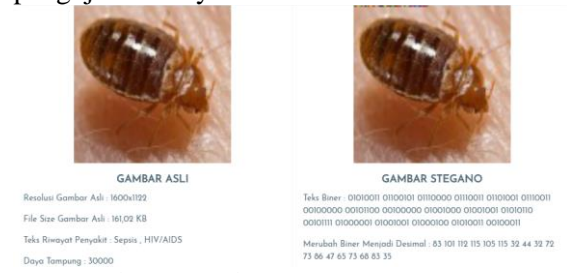 GAMBAR ASLI
Resolusi Gambar Asli : 1600x1122
File Size Gambar Asli : 161,02 KB
Teks Riwayat Penyakit : Sepsis , HIV/AIDS
Daya Tampung : 30000
GAMBAR STEGANO
Teks Biner : 01010011 01100101 01110000 01110011 01101001 01110011
00100000 00101100 00100000 01001000 01001001 01010110
00101111 01000001 01001001 01000100 01010011 00100011
Merubah Biner Menjadi Desimal : 83 101 112 115 105 115 32 44 32 72
73 86 47 65 73 68 83 35